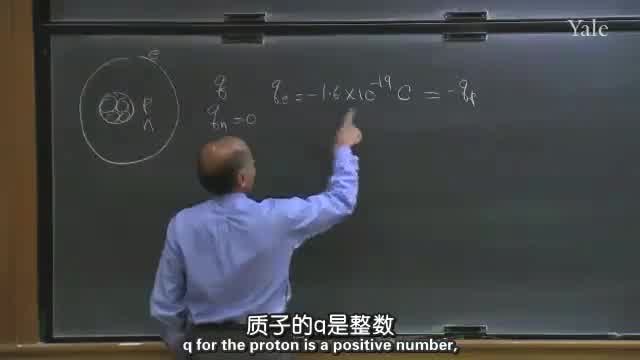 Yale
e
q
q_e = -1.6 × 10^-19 C = -q_p
P
n
q_n = 0
质子的q是整数
q for the proton is a positive number,